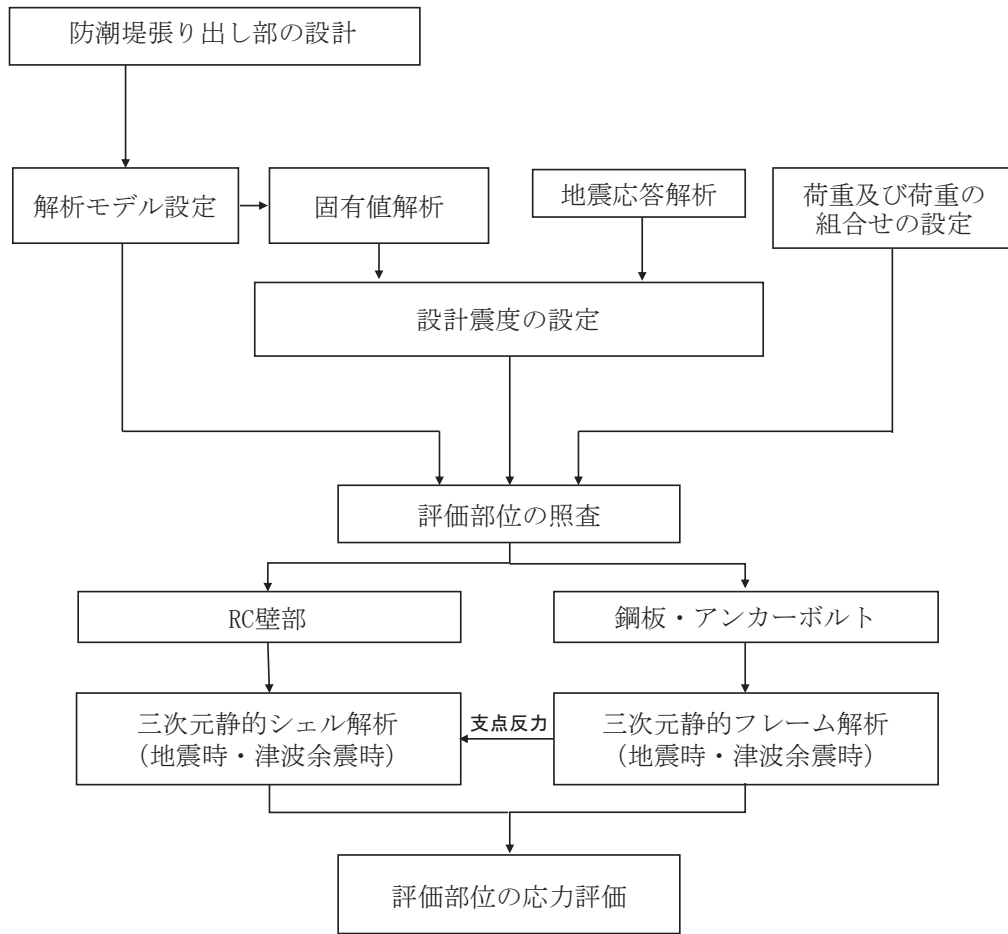 防潮堤張り出し部の設計
解析モデル設定
固有値解析
地震応答解析
荷重及び荷重の
組合せの設定
設計震度の設定
評価部位の照査
RC壁部
鋼板・アンカーボルト
三次元静的シェル解析
（地震時・津波余震時）
支点反力
三次元静的フレーム解析
（地震時・津波余震時）
評価部位の応力評価